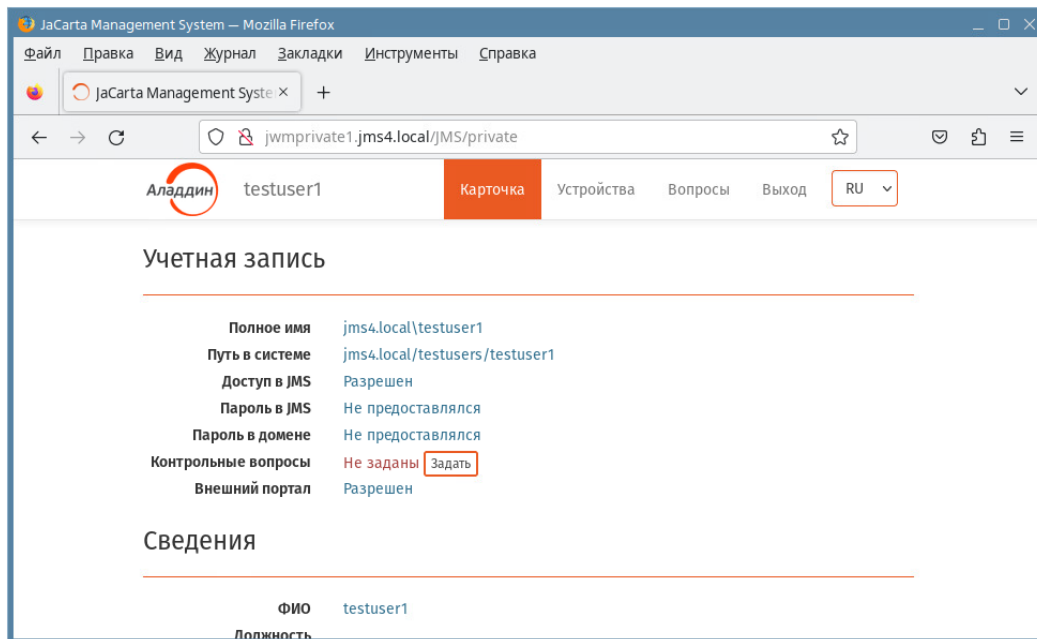 JaCarta Management System — Mozilla Firefox
Файл Правка Вид Журнал Закладки Инструменты Справка
JaCarta Management Syste
jwmprivate1.jms4.local/JMS/private
Аладдин testuser1 Карточка Устройства Вопросы Выход RU
Учетная запись
Полное имя jms4.local\testuser1
Путь в системе jms4.local/testusers/testuser1
Доступ в JMS Разрешен
Пароль в JMS Не предоставлялся
Пароль в домене Не предоставлялся
Контрольные вопросы Не заданы Задать
Внешний портал Разрешен
Сведения
ФИО testuser1
Должность